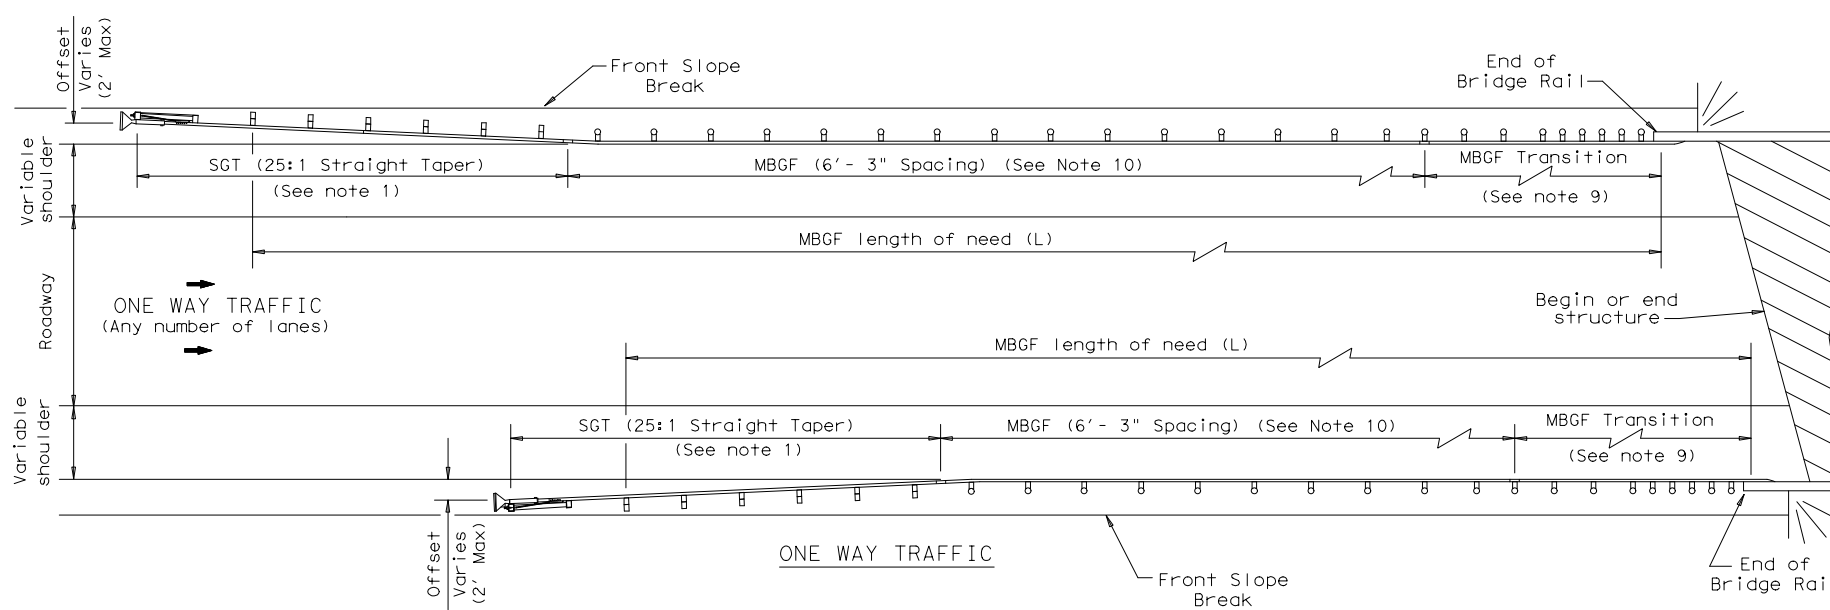 Offset
Varies
(2' Max)
Front Slope
Break
End of
Bridge Rail
Variable
shoulder
SGT (25:1 Straight Taper)
(See note 1)
MBGF (6'- 3" Spacing) (See Note 10)
MBGF Transition
(See note 9)
MBGF length of need (L)
Roadway
ONE WAY TRAFFIC
(Any number of lanes)
Begin or end
structure
MBGF length of need (L)
Variable
shoulder
SGT (25:1 Straight Taper)
(See note 1)
MBGF (6'- 3" Spacing) (See Note 10)
MBGF Transition
(See note 9)
Offset
Varies
(2' Max)
ONE WAY TRAFFIC
Front Slope
Break
End of
Bridge Rai